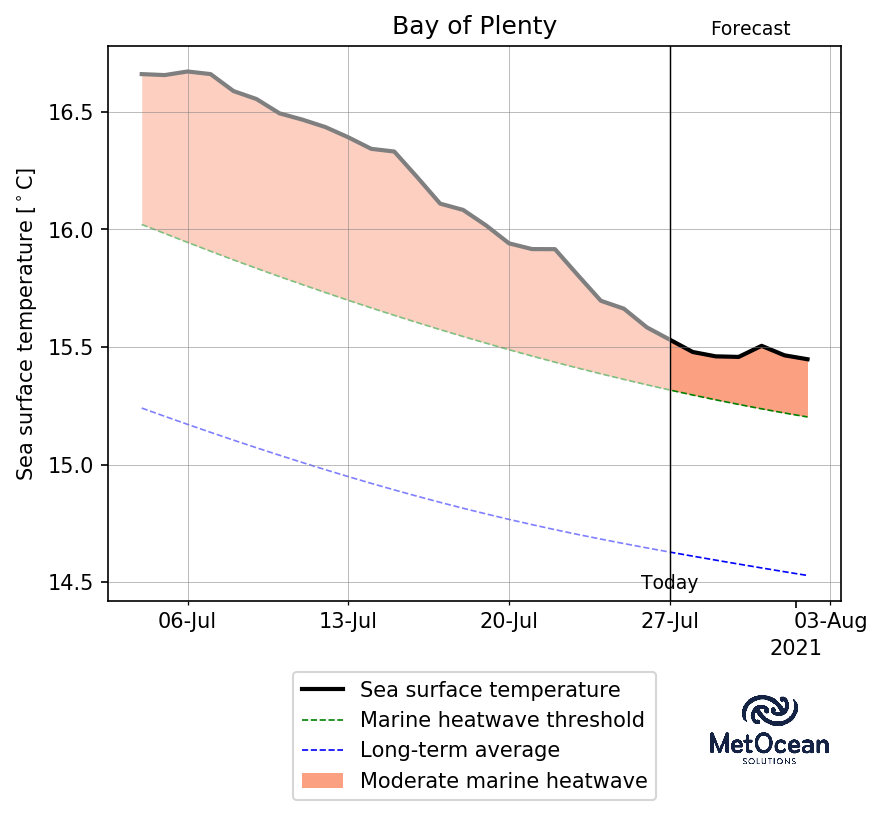 Bay of Plenty
Forecast
Sea surface temperature [°C]
16.5
16.0
15.5
15.0
14.5
Today
06-Jul
13-Jul
20-Jul
27-Jul
03-Aug
2021
Sea surface temperature
Marine heatwave threshold
Long-term average
Moderate marine heatwave
MetOcean
SOLUTIONS